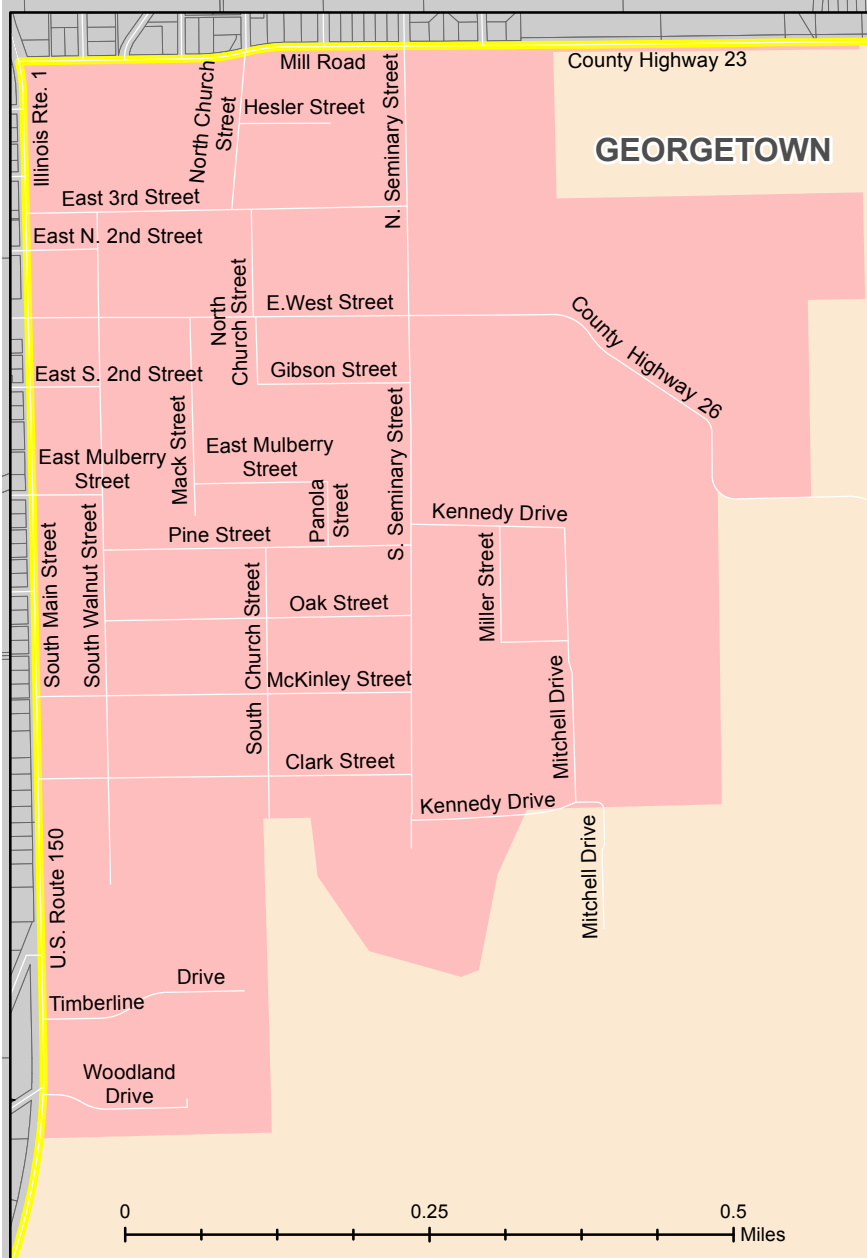 Mill Road
County Highway 23
Illinois Rte. 1
North Church
Street
Hesler Street
N. Seminary Street
GEORGETOWN
East 3rd Street
East N. 2nd Street
North
Church Street
E.West Street
County Highway 26
East S. 2nd Street
Gibson Street
Mack Street
East Mulberry
Street
East Mulberry
Street
Panola
Street
S. Seminary Street
Kennedy Drive
Pine Street
South Main Street
South Walnut Street
Miller Street
Oak Street
South Church Street
McKinley Street
Mitchell Drive
Clark Street
Kennedy Drive
Mitchell Drive
U.S. Route 150
Timberline Drive
Woodland
Drive
0 0.25 0.5
Miles